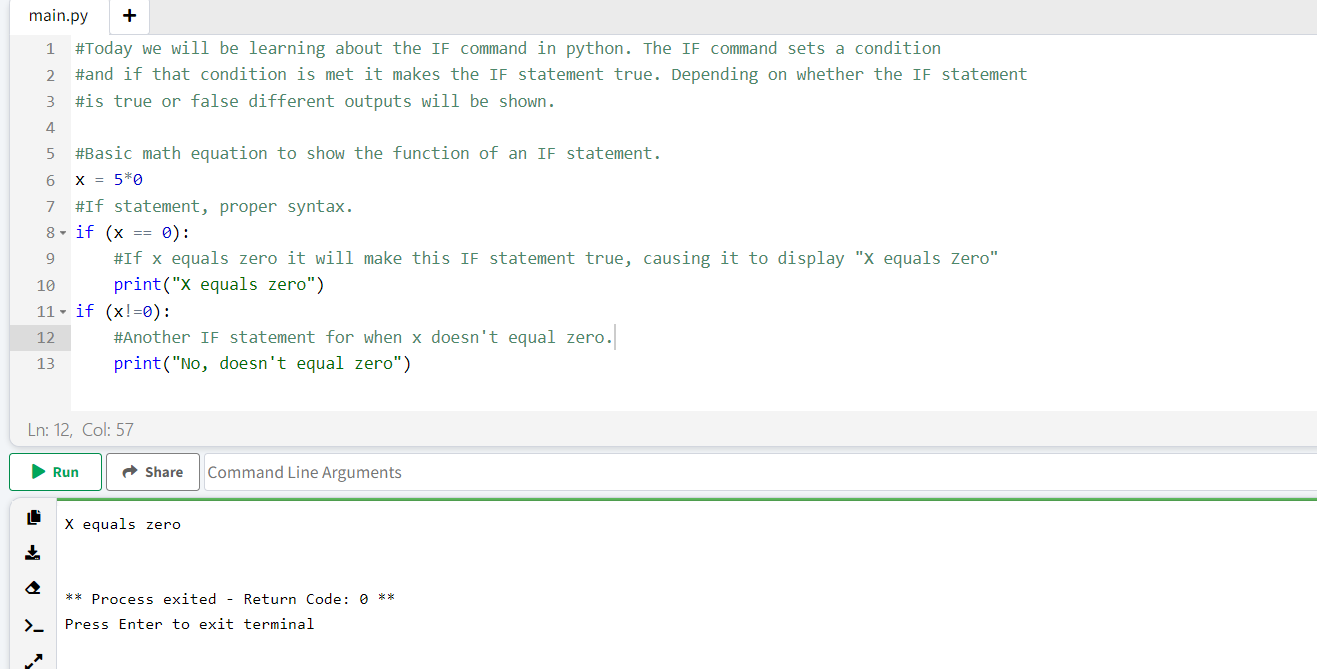 main.py +
1 #Today we will be learning about the IF command in python. The IF command sets a condition
2 #and if that condition is met it makes the IF statement true. Depending on whether the IF statement
3 #is true or false different outputs will be shown.
4
5 #Basic math equation to show the function of an IF statement.
6 x = 5*0
7 #If statement, proper syntax.
8 if (x == 0):
9     #If x equals zero it will make this IF statement true, causing it to display "X equals Zero"
10     print("X equals zero")
11 if (x!=0):
12     #Another IF statement for when x doesn't equal zero.
13     print("No, doesn't equal zero")
Ln: 12, Col: 57
Run Share Command Line Arguments
X equals zero
** Process exited - Return Code: 0 **
Press Enter to exit terminal